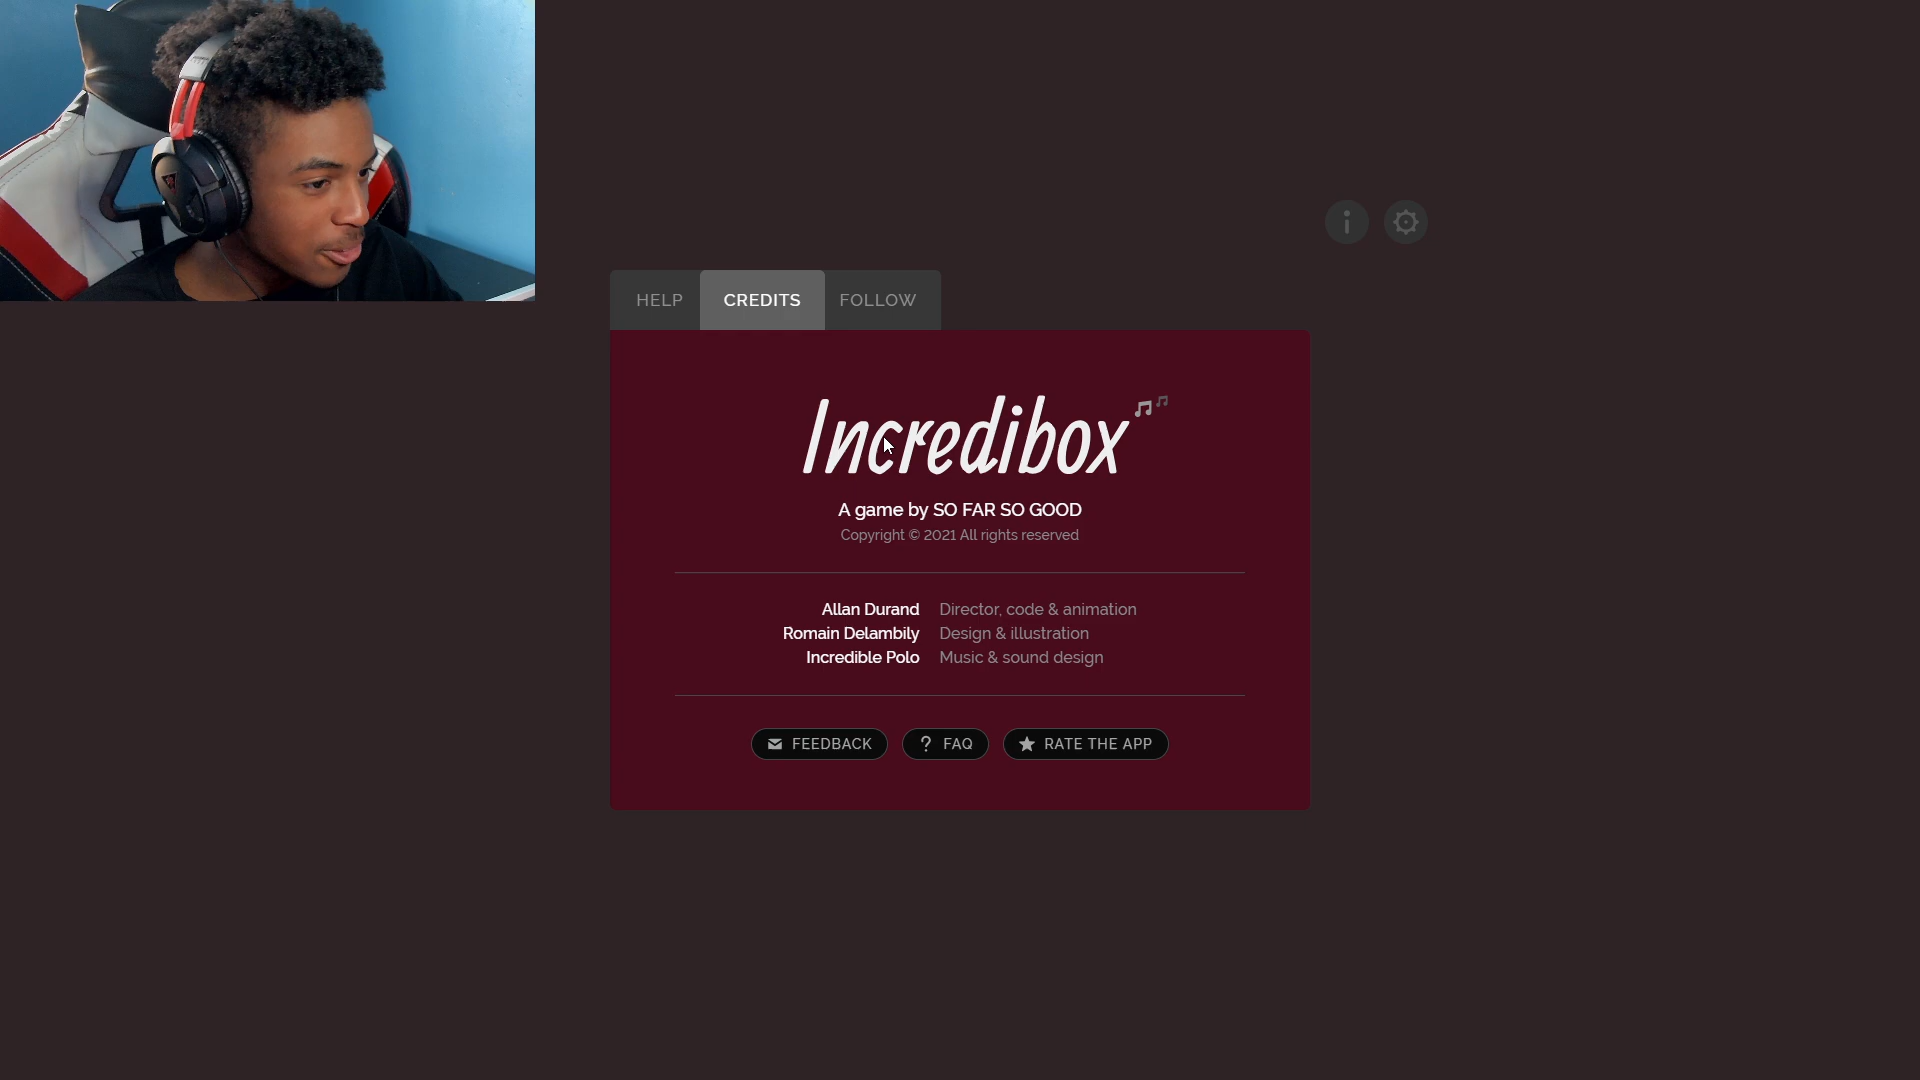 HELP
CREDITS
FOLLOW
Incredibox
A game by SO FAR SO GOOD
Copyright © 2021 All rights reserved
Allan Durand Director, code & animation
Romain Delambily Design & illustration
Incredible Polo Music & sound design
FEEDBACK
? FAQ
RATE THE APP